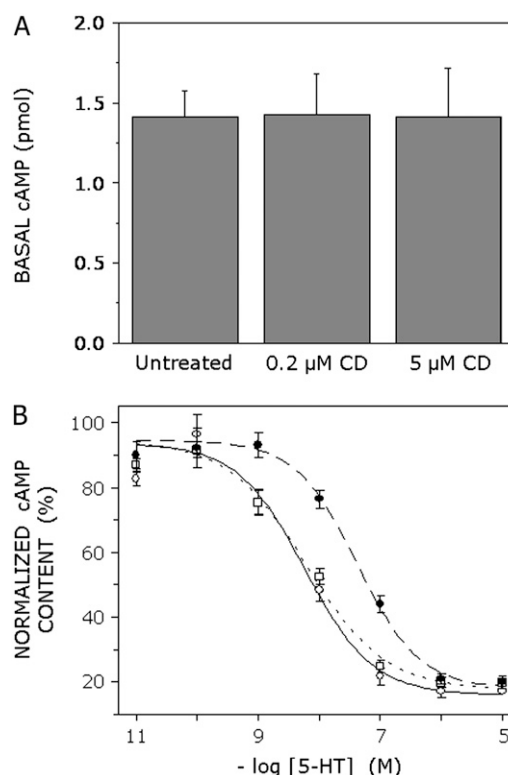 A
BASAL cAMP (pmol)
2.0
1.5
1.0
0.5
0.0
Untreated 0.2 µM CD 5 µM CD
B
NORMALIZED cAMP
CONTENT (%)
100
80
60
40
20
11 9 7 5
- log [5-HT] (M)